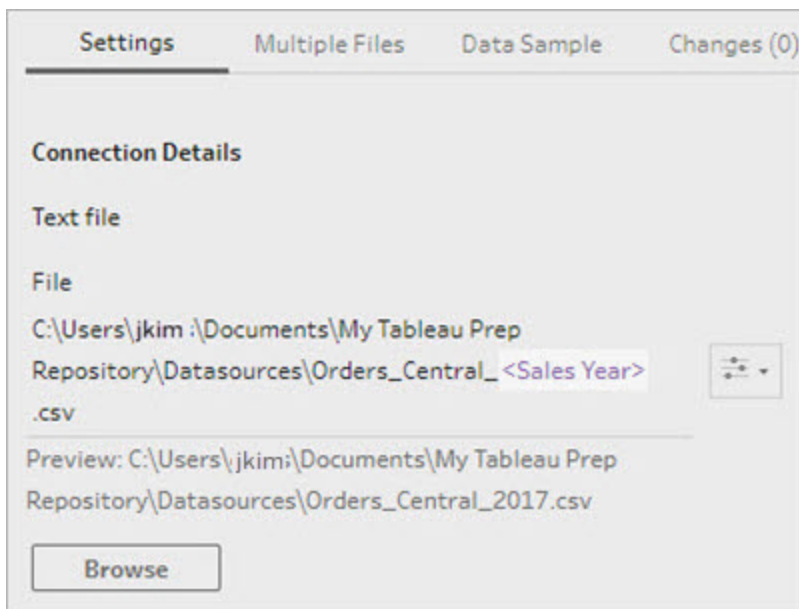 Settings Multiple Files Data Sample Changes (0)
Connection Details
Text file
File
C:\Users\jkim :\Documents\My Tableau Prep
Repository\Datasources\Orders_Central_<Sales Year>
.csv
Preview: C:\Users\jkim;\Documents\My Tableau Prep
Repository\Datasources\Orders_Central_2017.csv
Browse